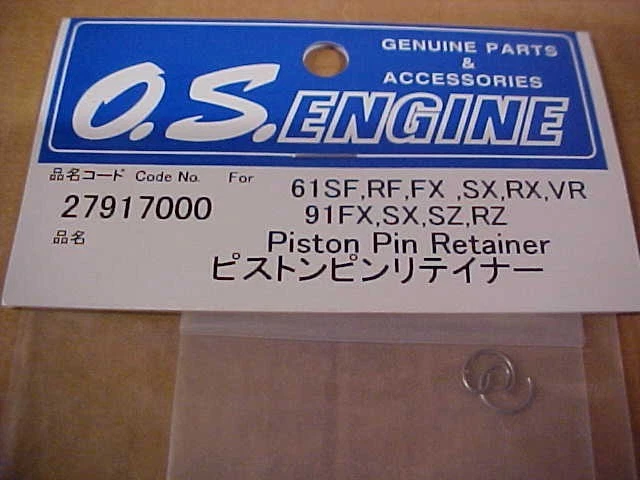 GENUINE PARTS
&
ACCESSORIES
O.S.ENGINE
品名コード Code No. For 61SF,RF,FX ,SX,RX,VR
27917000 91FX,SX,SZ,RZ
品名 Piston Pin Retainer
ピストンピンリテイナー